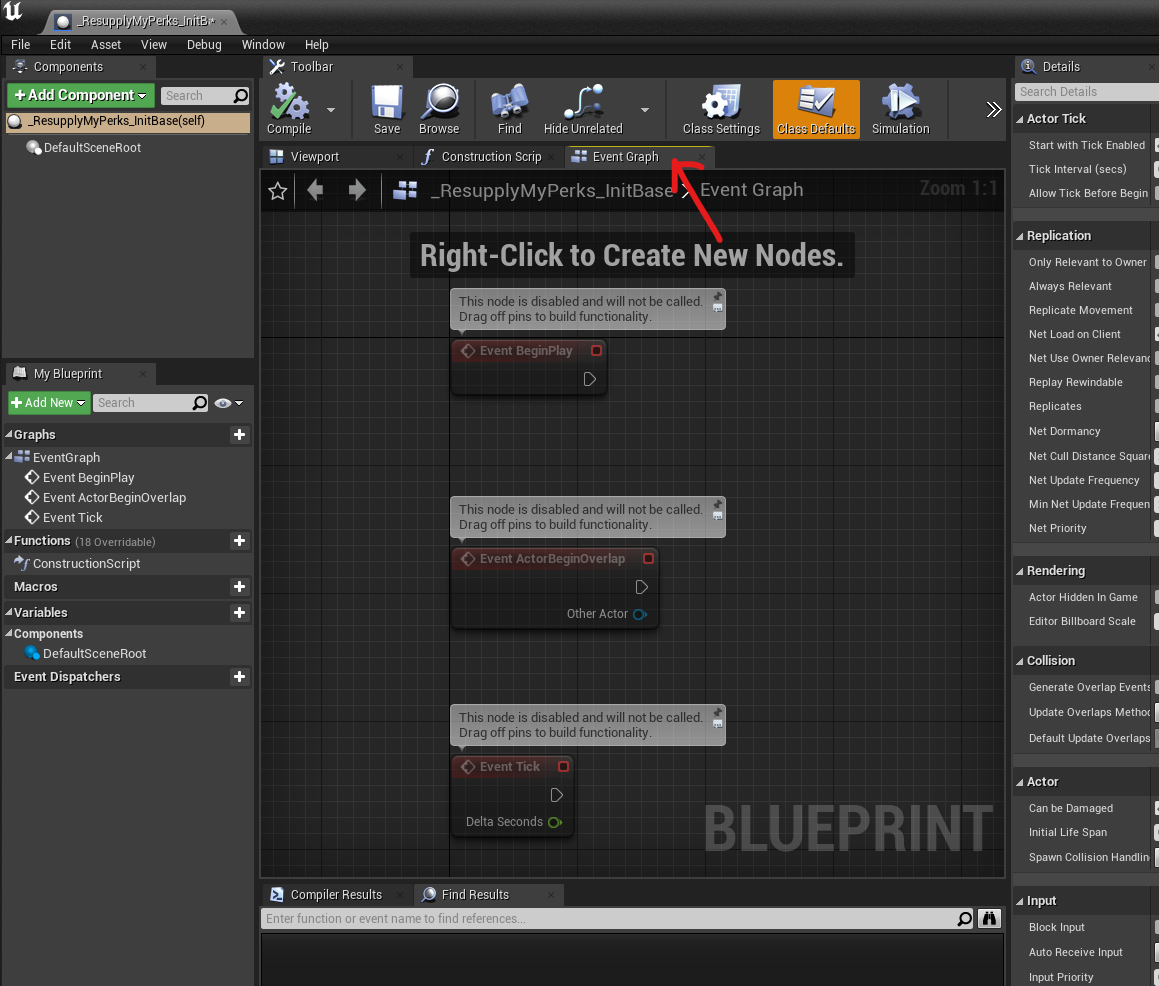 _ResupplyMyPerks_InitB*
File Edit Asset View Debug Window Help
Components
Add Component
Search
_ResupplyMyPerks_InitBase(self)
DefaultSceneRoot
My Blueprint
Add New
Search
Graphs
EventGraph
Event BeginPlay
Event ActorBeginOverlap
Event Tick
Functions (18 Overridable)
ConstructionScript
Macros
Variables
Components
DefaultSceneRoot
Event Dispatchers
Toolbar
Compile
Save
Browse
Find
Hide Unrelated
Class Settings
Class Defaults
Simulation
Viewport
Construction Scrip
Event Graph
_ResupplyMyPerks_InitBase > Event Graph
Zoom 1:1
Right-Click to Create New Nodes.
This node is disabled and will not be called.
Drag off pins to build functionality.
Event BeginPlay
This node is disabled and will not be called.
Drag off pins to build functionality.
Event ActorBeginOverlap
Other Actor
This node is disabled and will not be called.
Drag off pins to build functionality.
Event Tick
Delta Seconds
BLUEPRINT
Compiler Results
Find Results
Enter function or event name to find references...
Details
Search Details
Actor Tick
Start with Tick Enabled
Tick Interval (secs)
Allow Tick Before Begin
Replication
Only Relevant to Owner
Always Relevant
Replicate Movement
Net Load on Client
Net Use Owner Relevanc
Replay Rewindable
Replicates
Net Dormancy
Net Cull Distance Square
Net Update Frequency
Min Net Update Frequen
Net Priority
Rendering
Actor Hidden In Game
Editor Billboard Scale
Collision
Generate Overlap Events
Update Overlaps Method
Default Update Overlaps
Actor
Can be Damaged
Initial Life Span
Spawn Collision Handlin
Input
Block Input
Auto Receive Input
Input Priority